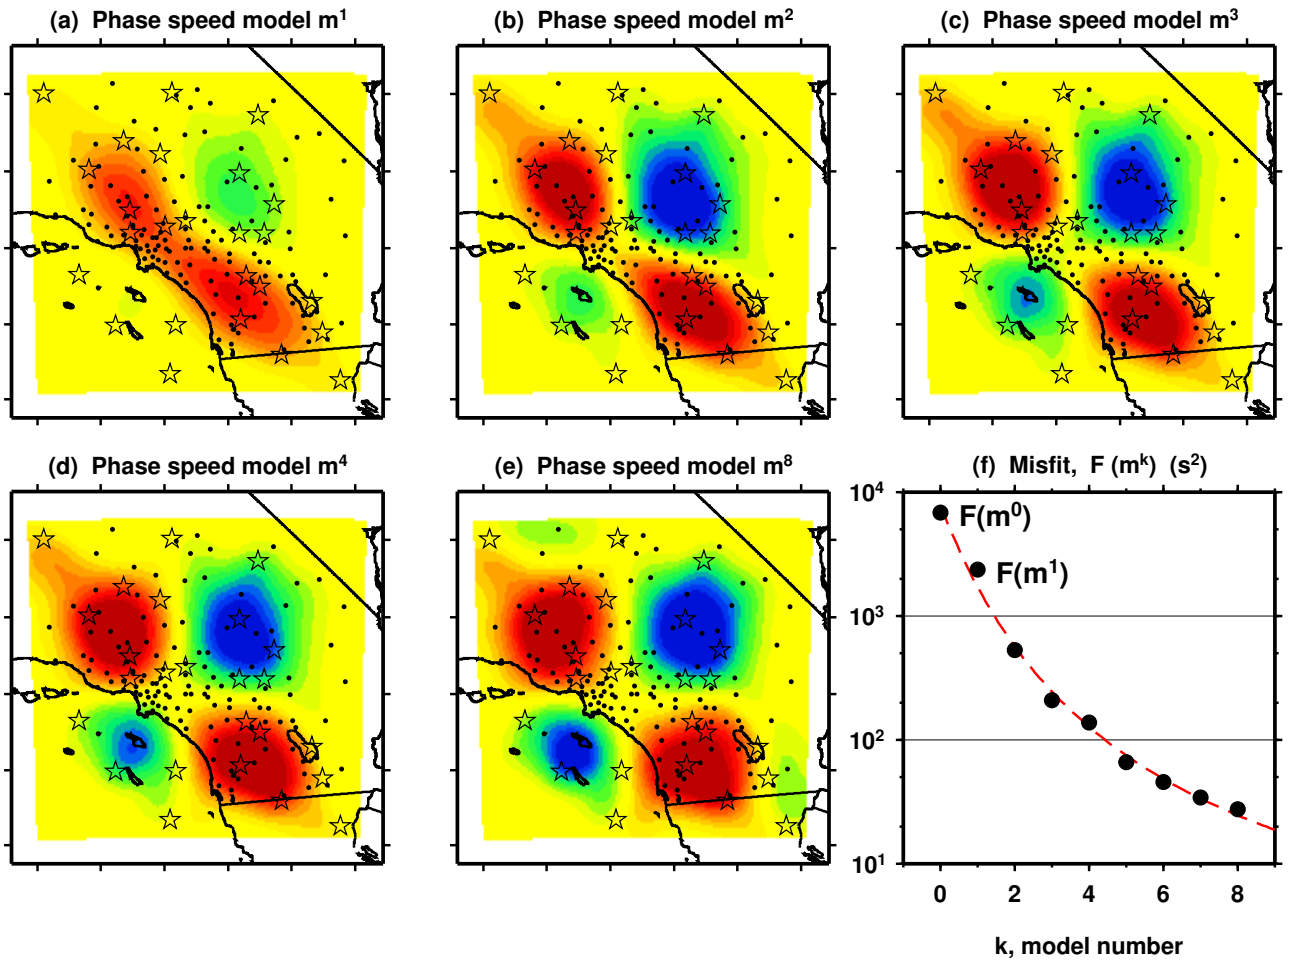 (a) Phase speed model m¹
(b) Phase speed model m²
(c) Phase speed model m³
(d) Phase speed model m⁴
(e) Phase speed model m⁸
(f) Misfit, F (mᵏ) (s²)
10⁴
F(m⁰)
F(m¹)
10³
10²
10¹
0 2 4 6 8
k, model number